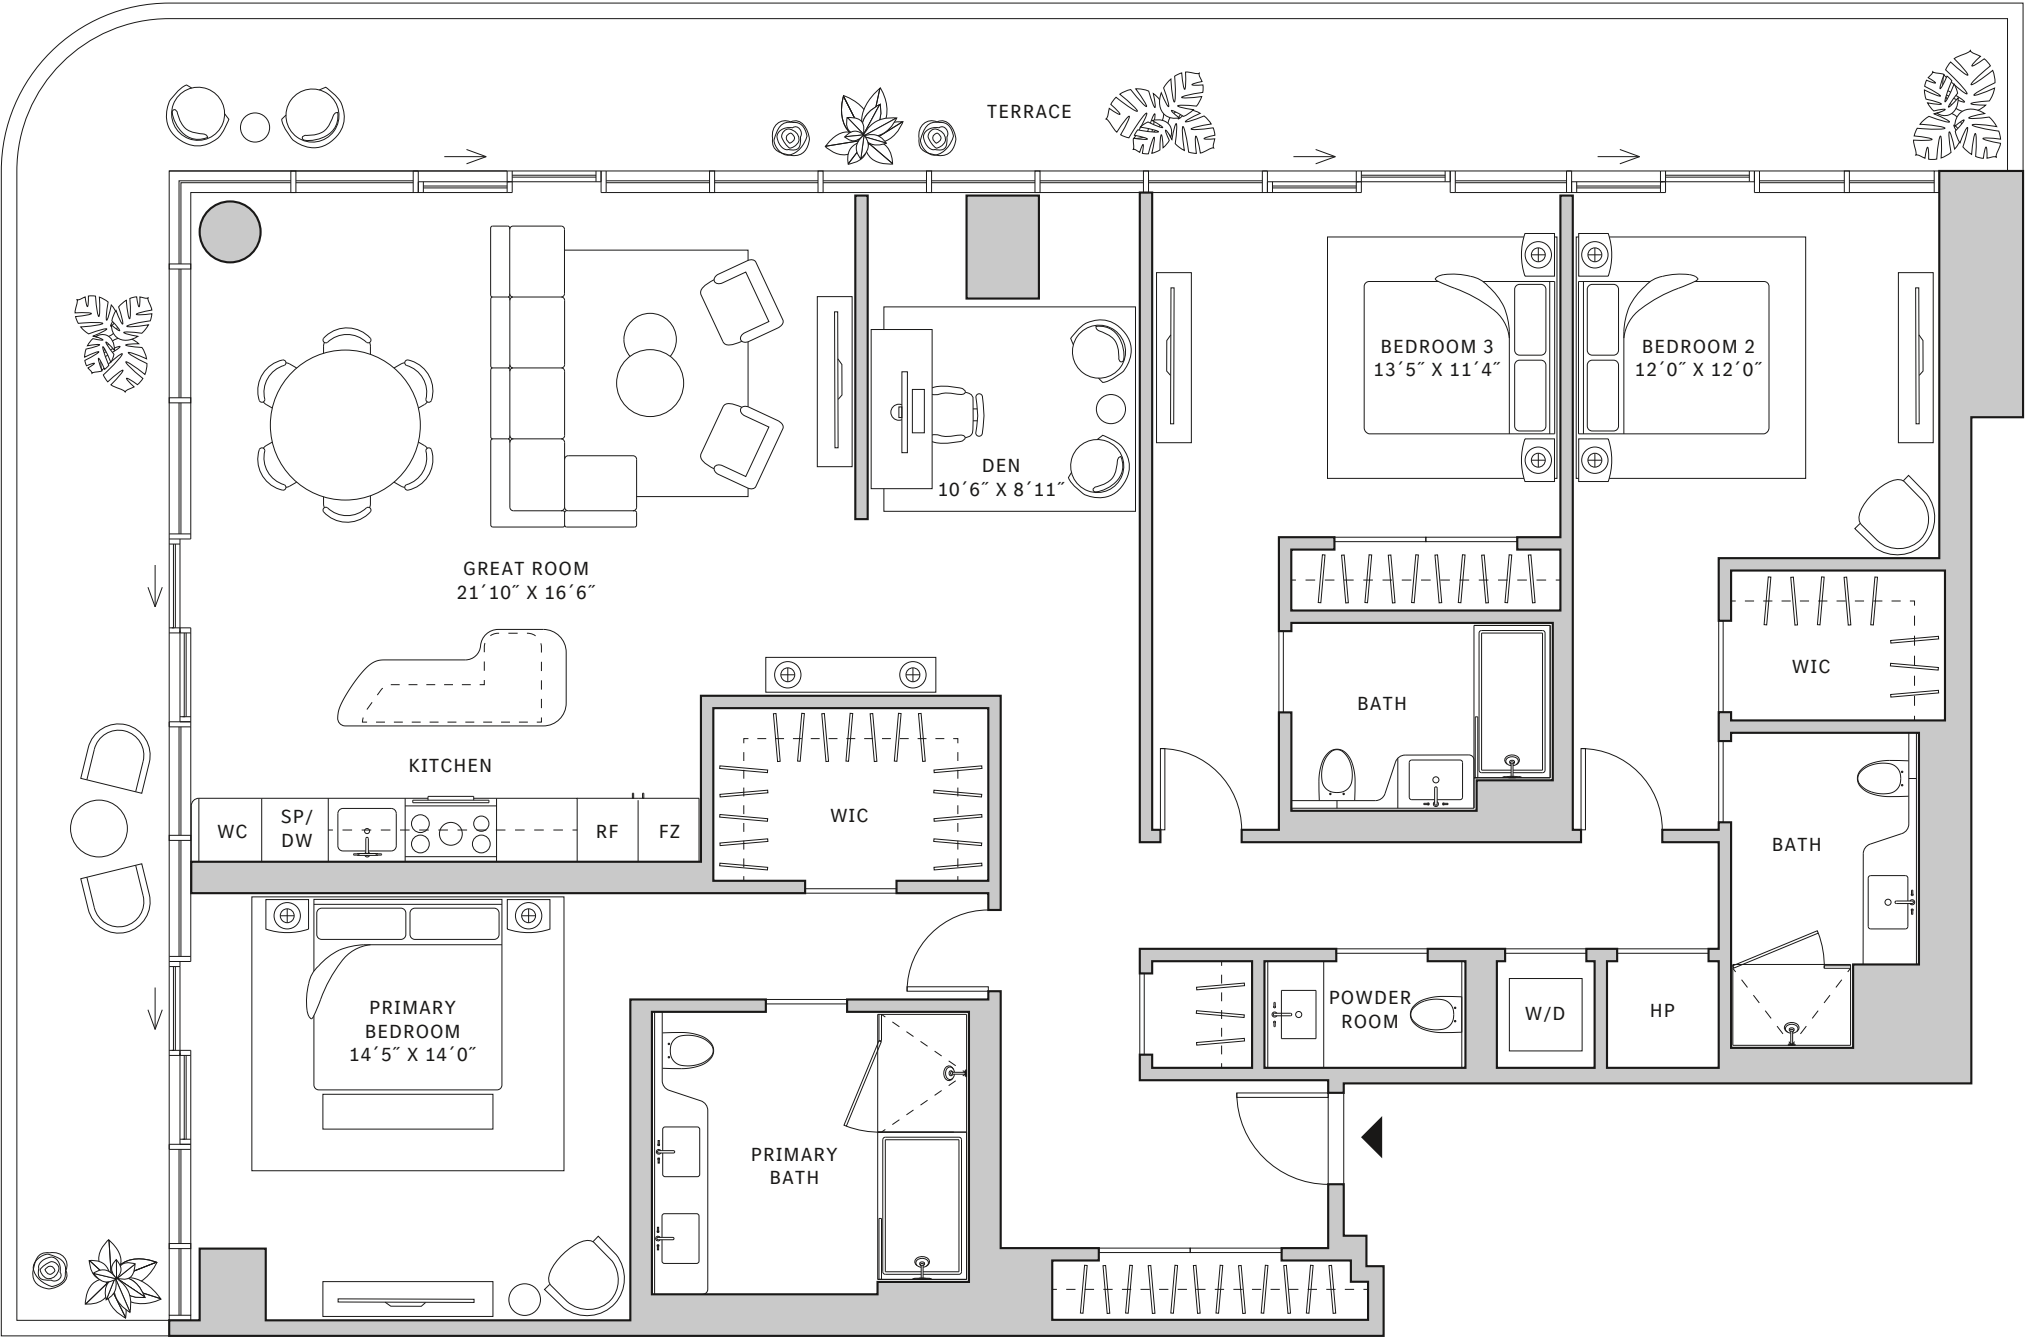 TERRACE
BEDROOM 3
13´5˝ X 11´4˝
BEDROOM 2
12´0˝ X 12´0˝
DEN
10´6˝ X 8´11˝
GREAT ROOM
21´10˝ X 16´6˝
WIC
BATH
KITCHEN
WC
SP/
DW
RF
FZ
WIC
BATH
PRIMARY
BEDROOM
14´5˝ X 14´0˝
POWDER
ROOM
W/D
HP
PRIMARY
BATH